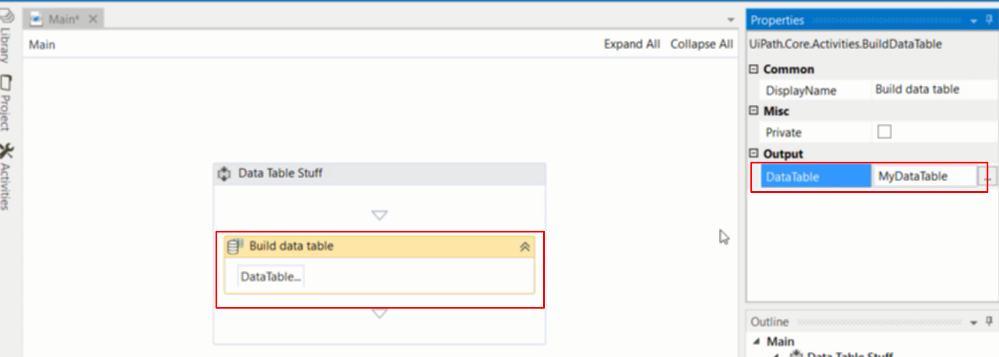 Library
Project
Activities
Main*
Main
Expand All Collapse All
Data Table Stuff
Build data table
DataTable...
Properties
UiPath.Core.Activities.BuildDataTable
Common
DisplayName Build data table
Misc
Private
Output
DataTable MyDataTable ...
Outline
Main
Data Table Stuff